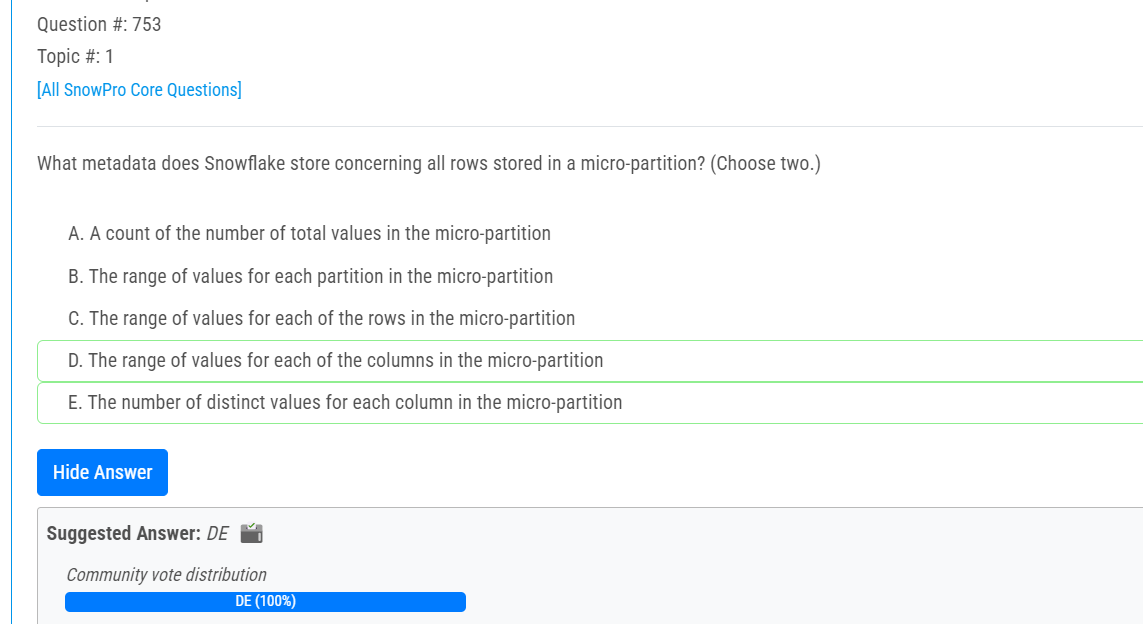 Question #: 753
Topic #: 1
[All SnowPro Core Questions]
What metadata does Snowflake store concerning all rows stored in a micro-partition? (Choose two.)
A. A count of the number of total values in the micro-partition
B. The range of values for each partition in the micro-partition
C. The range of values for each of the rows in the micro-partition
D. The range of values for each of the columns in the micro-partition
E. The number of distinct values for each column in the micro-partition
Hide Answer
Suggested Answer: DE
Community vote distribution
DE (100%)